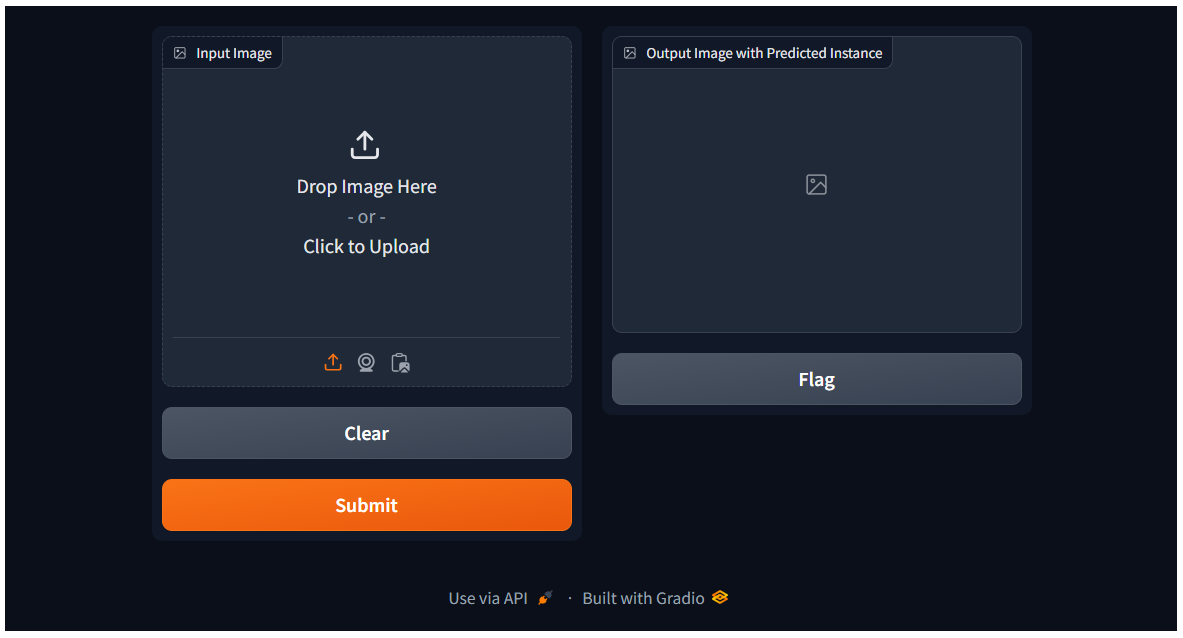 Input Image
Drop Image Here
- or -
Click to Upload
Clear
Submit
Output Image with Predicted Instance
Flag
Use via API · Built with Gradio